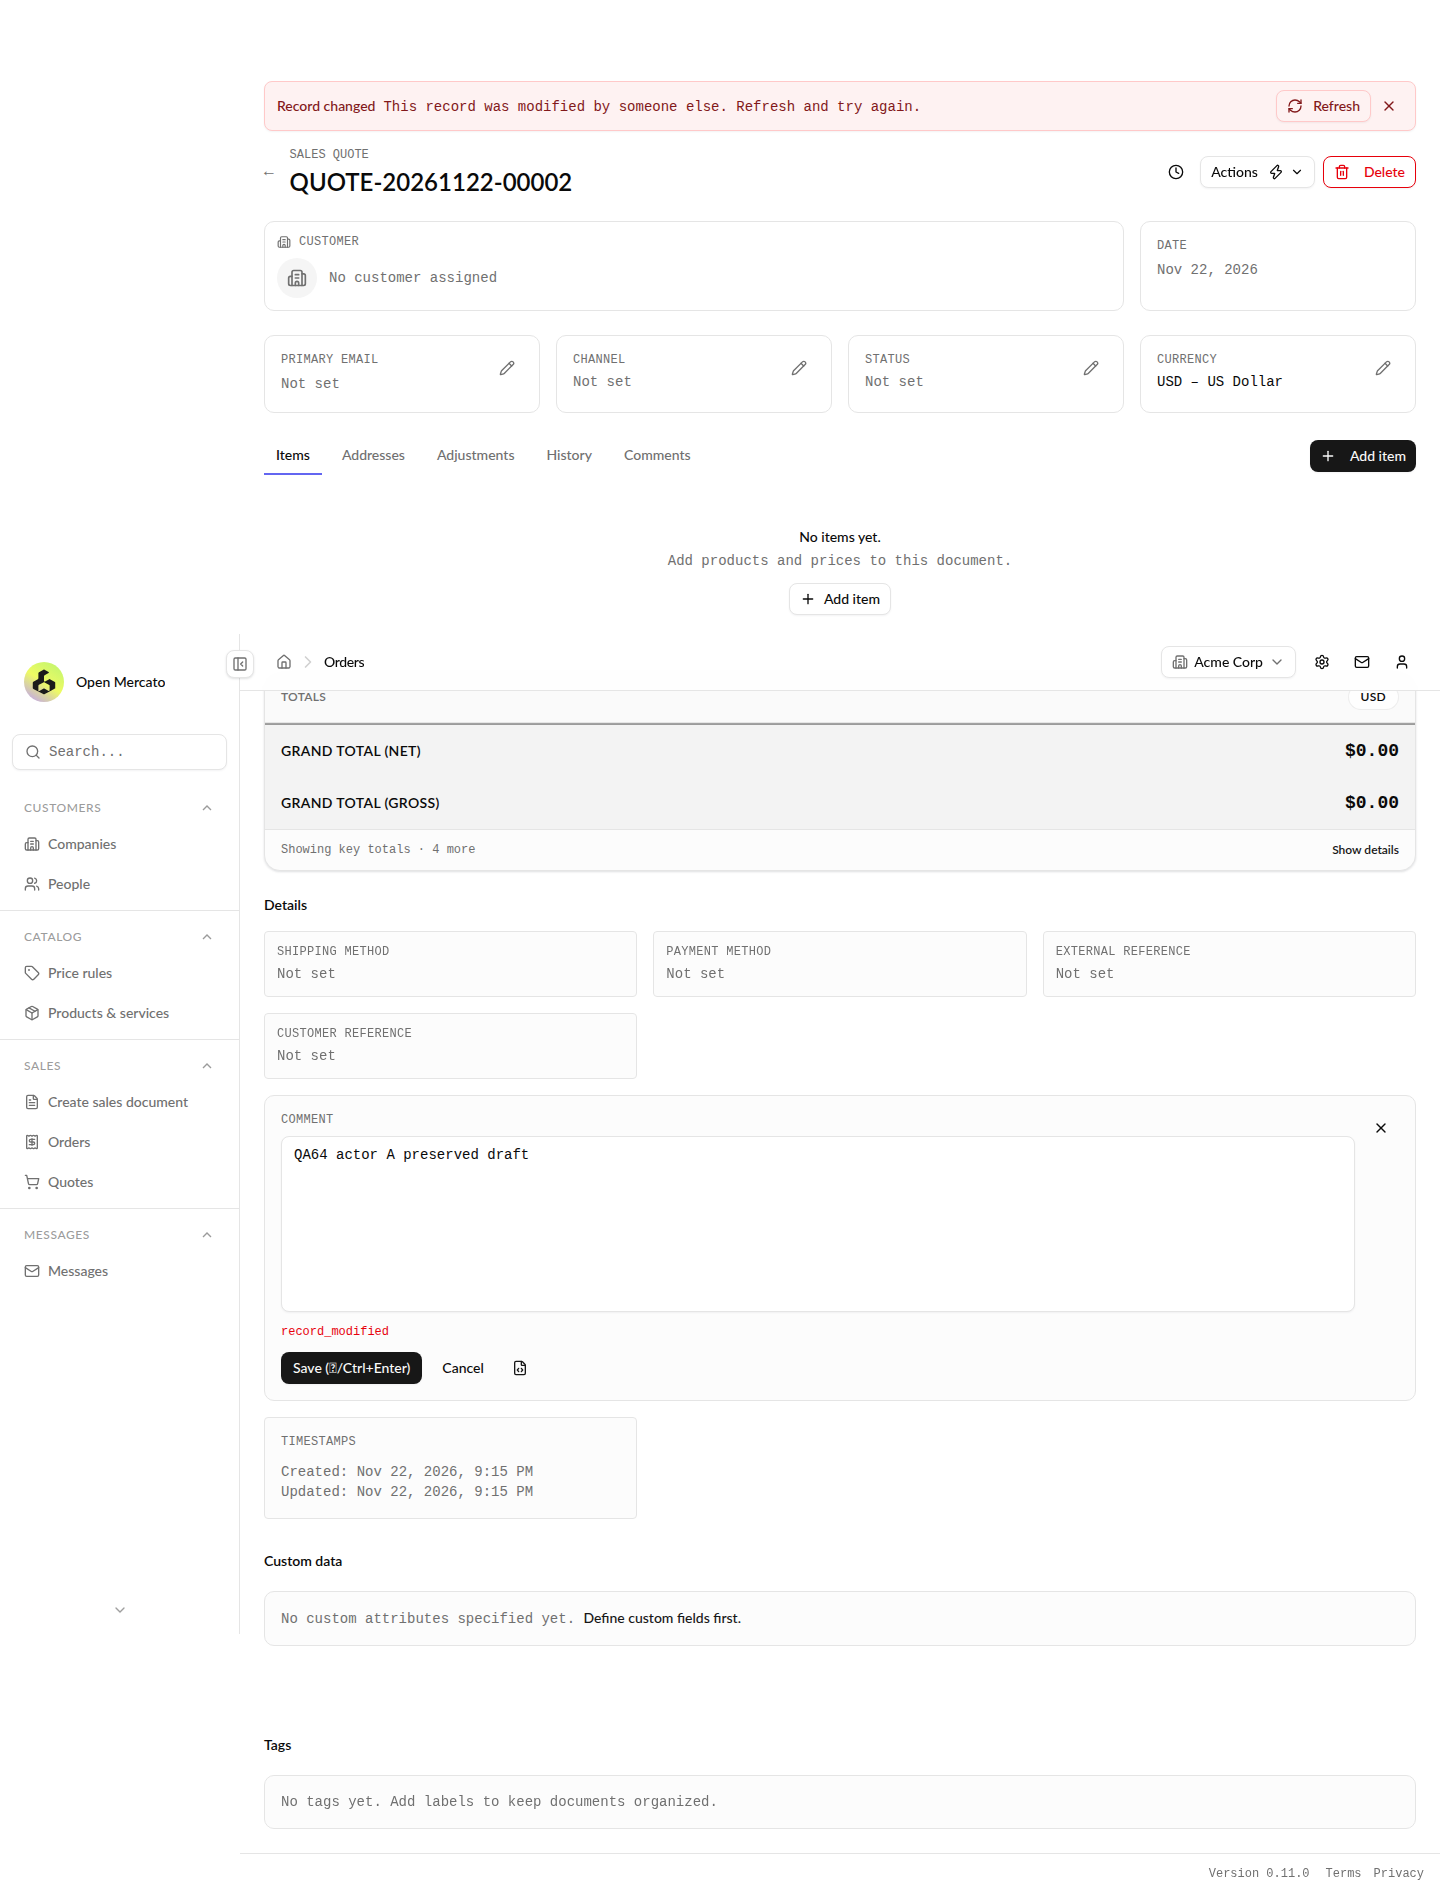 Record changed This record was modified by someone else. Refresh and try again.
Refresh
SALES QUOTE
← QUOTE-20261122-00002
Actions
Delete
CUSTOMER
No customer assigned
DATE
Nov 22, 2026
PRIMARY EMAIL
Not set
CHANNEL
Not set
STATUS
Not set
CURRENCY
USD – US Dollar
Items
Addresses
Adjustments
History
Comments
Add item
No items yet.
Add products and prices to this document.
Add item
Open Mercato
Search...
CUSTOMERS
Companies
People
CATALOG
Price rules
Products & services
SALES
Create sales document
Orders
Quotes
MESSAGES
Messages
Orders
Acme Corp
TOTALS
USD
GRAND TOTAL (NET)
$0.00
GRAND TOTAL (GROSS)
$0.00
Showing key totals · 4 more
Show details
Details
SHIPPING METHOD
Not set
PAYMENT METHOD
Not set
EXTERNAL REFERENCE
Not set
CUSTOMER REFERENCE
Not set
COMMENT
QA64 actor A preserved draft
record_modified
Save (/Ctrl+Enter)
Cancel
TIMESTAMPS
Created: Nov 22, 2026, 9:15 PM
Updated: Nov 22, 2026, 9:15 PM
Custom data
No custom attributes specified yet. Define custom fields first.
Tags
No tags yet. Add labels to keep documents organized.
Version 0.11.0
Terms
Privacy